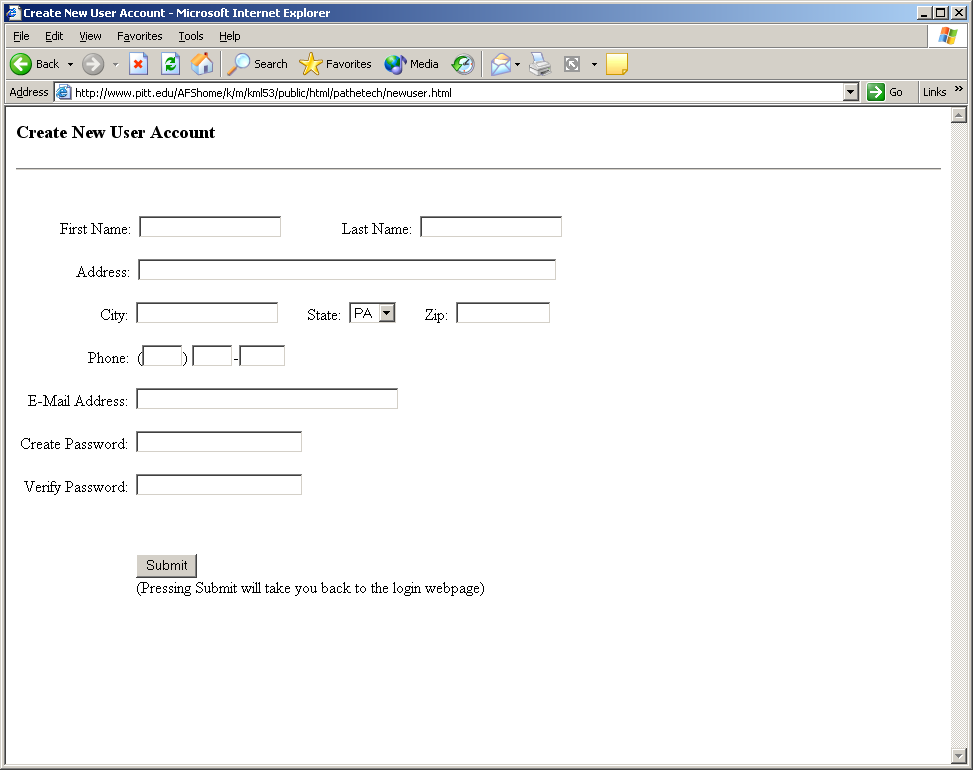 Create New User Account - Microsoft Internet Explorer
File Edit View Favorites Tools Help
Back Search Favorites Media
Address http://www.pitt.edu/AFShome/k/m/kml53/public/html/pathetech/newuser.html Go Links »
Create New User Account
First Name: Last Name:
Address:
City: State: PA Zip:
Phone: ( ) -
E-Mail Address:
Create Password:
Verify Password:
Submit
(Pressing Submit will take you back to the login webpage)